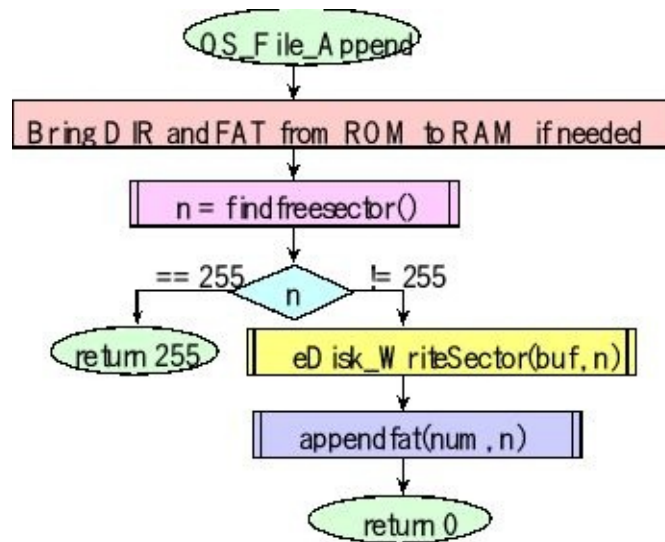 OS_File_Append
Bring DIR and FAT from ROM to RAM if needed
n = findfreesector()
== 255
n
!= 255
return 255
eDisk_WriteSector(buf,n)
appendfat(num,n)
return 0